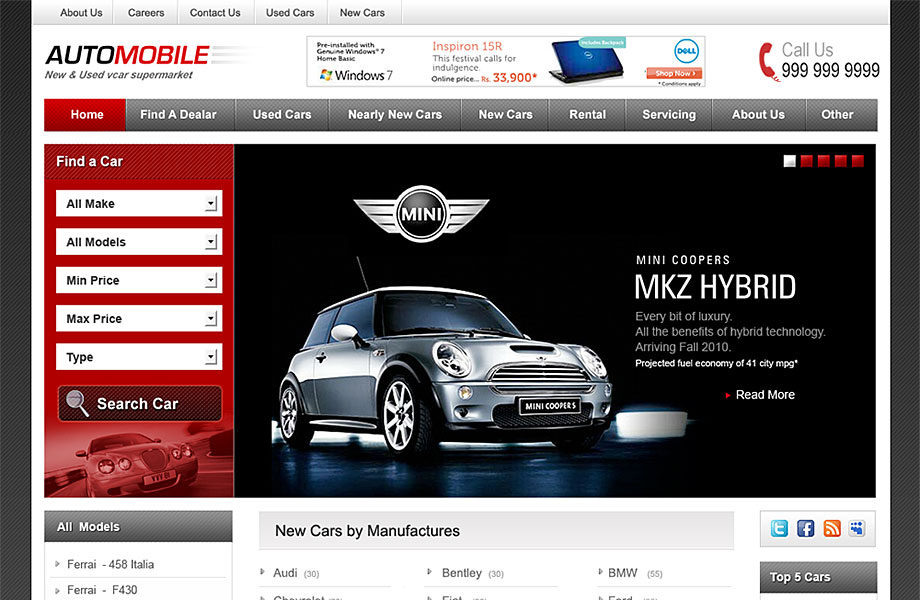 About Us
Careers
Contact Us
Used Cars
New Cars
AUTOMOBILE
New & Used vcar supermarket
Pre-installed with
Genuine Windows® 7
Home Basic
Windows 7
Inspiron 15R
This festival calls for
indulgence.
Online price... Rs. 33,900*
Includes Backpack
DELL
Shop Now >
* Conditions apply
Call Us
999 999 9999
Home
Find A Dealar
Used Cars
Nearly New Cars
New Cars
Rental
Servicing
About Us
Other
Find a Car
All Make
All Models
Min Price
Max Price
Type
Search Car
MINI
MINI COOPERS
MKZ HYBRID
Every bit of luxury.
All the benefits of hybrid technology.
Arriving Fall 2010.
Projected fuel economy of 41 city mpg*
Read More
MINI COOPERS
All Models
Ferrai - 458 Italia
Ferrai - F430
New Cars by Manufactures
Audi (30)
Bentley (30)
BMW (55)
Chevrolet
Fiat
Ford
Top 5 Cars